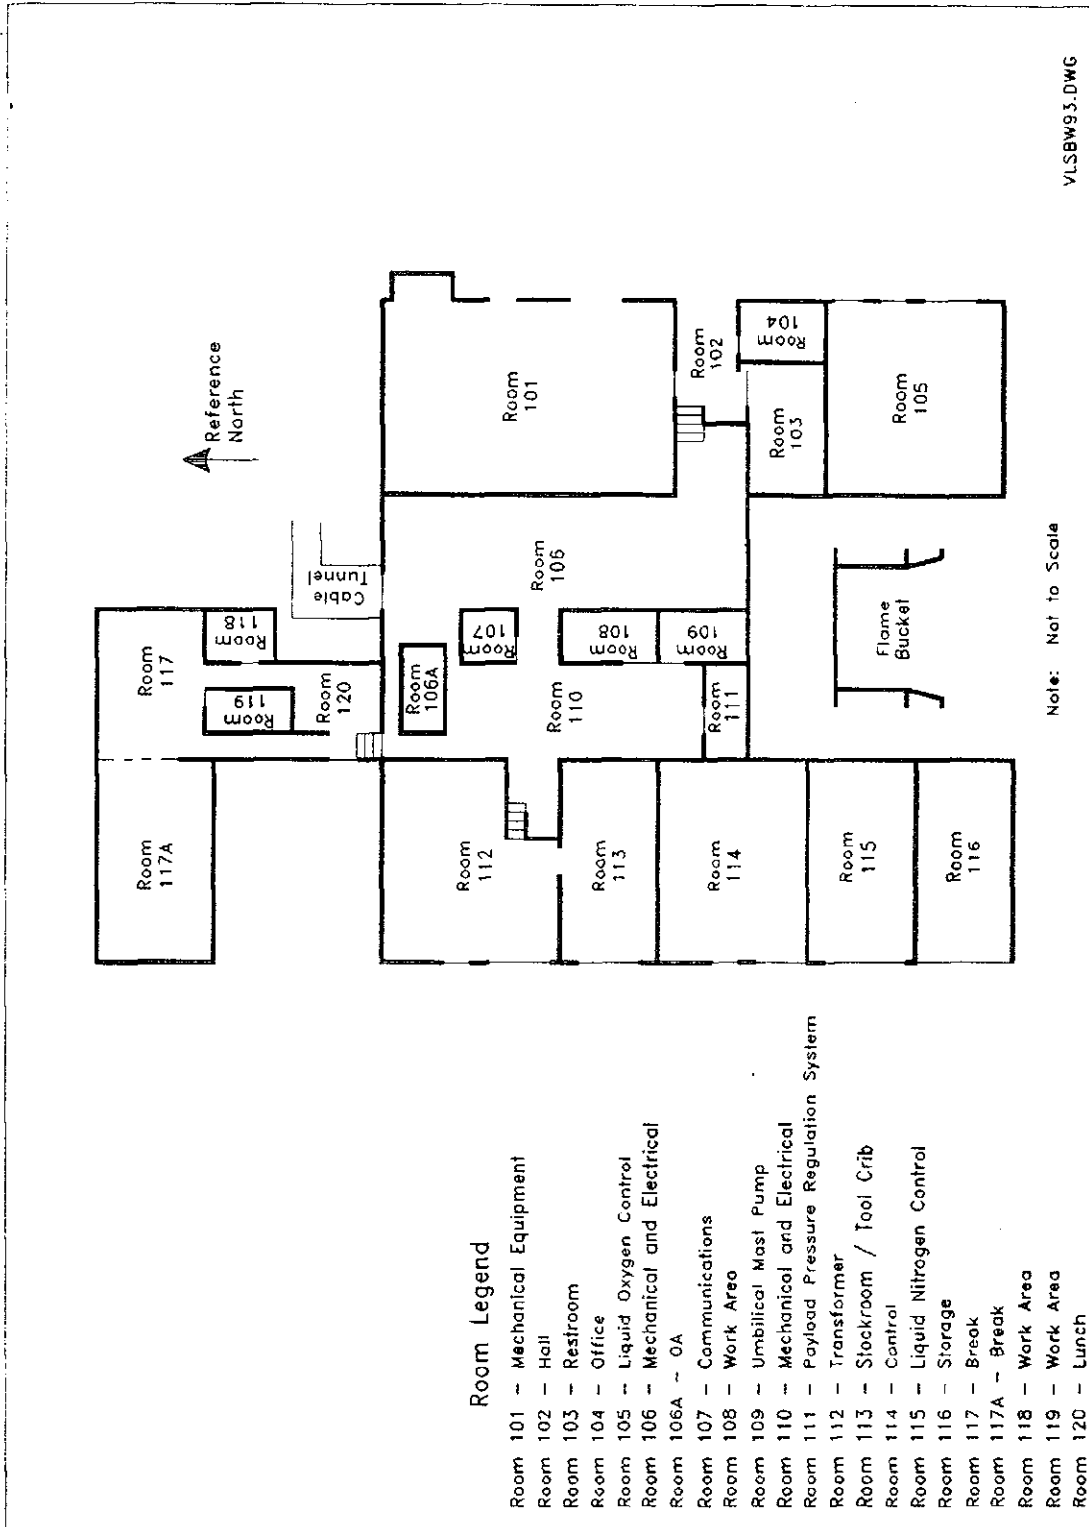 Reference
North
Room
117A
Room
117
Room
118
Room
119
Room
120
Cable
Tunnel
Room
106A
Room
101
Room
112
Room
107
Room
106
Room
110
Room
108
Room
113
Room
109
Room
111
Room
102
Room
104
Room
103
Room
114
Room
105
Room
115
Room
116
Flame
Bucket
Room Legend
Room 101 - Mechanical Equipment
Room 102 - Hall
Room 103 - Restroom
Room 104 - Office
Room 105 - Liquid Oxygen Control
Room 106 - Mechanical and Electrical
Room 106A - OA
Room 107 - Communications
Room 108 - Work Area
Room 109 - Umbilical Mast Pump
Room 110 - Mechanical and Electrical
Room 111 - Payload Pressure Regulation System
Room 112 - Transformer
Room 113 - Stockroom / Tool Crib
Room 114 - Control
Room 115 - Liquid Nitrogen Control
Room 116 - Storage
Room 117 - Break
Room 117A - Break
Room 118 - Work Area
Room 119 - Work Area
Room 120 - Lunch
Note: Not to Scale
VLSBW93.DWG